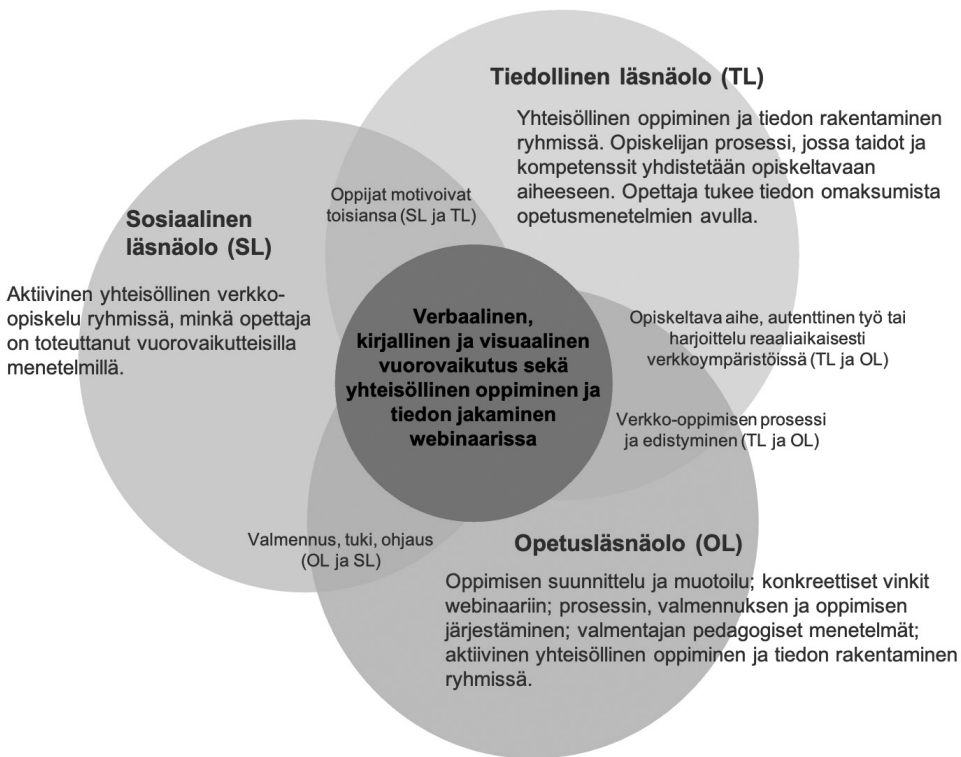 Tiedollinen läsnäolo (TL)
Yhteisöllinen oppiminen ja tiedon rakentaminen
ryhmissä. Opiskelijan prosessi, jossa taidot ja
kompetenssit yhdistetään opiskeltavaan
aiheeseen. Opettaja tukee tiedon omaksumista
opetusmenetelmien avulla.
Oppijat motivoivat
toisiansa (SL ja TL)
Sosiaalinen
läsnäolo (SL)
Aktiivinen yhteisöllinen verkko-
opiskelu ryhmissä, minkä opettaja
on toteuttanut vuorovaikutteisilla
menetelmillä.
Verbaalinen,
kirjallinen ja visuaalinen
vuorovaikutus sekä
yhteisöllinen oppiminen ja
tiedon jakaminen
webinaarissa
Opiskeltava aihe, autenttinen työ tai
harjoittelu reaaliaikaisesti
verkkoympäristöissä (TL ja OL)
Verkko-oppimisen prosessi
ja edistyminen (TL ja OL)
Valmennus, tuki, ohjaus
(OL ja SL)
Opetusläsnäolo (OL)
Oppimisen suunnittelu ja muotoilu; konkreettiset vinkit
webinaariin; prosessin, valmennuksen ja oppimisen
järjestäminen; valmentajan pedagogiset menetelmät;
aktiivinen yhteisöllinen oppiminen ja tiedon rakentaminen
ryhmissä.